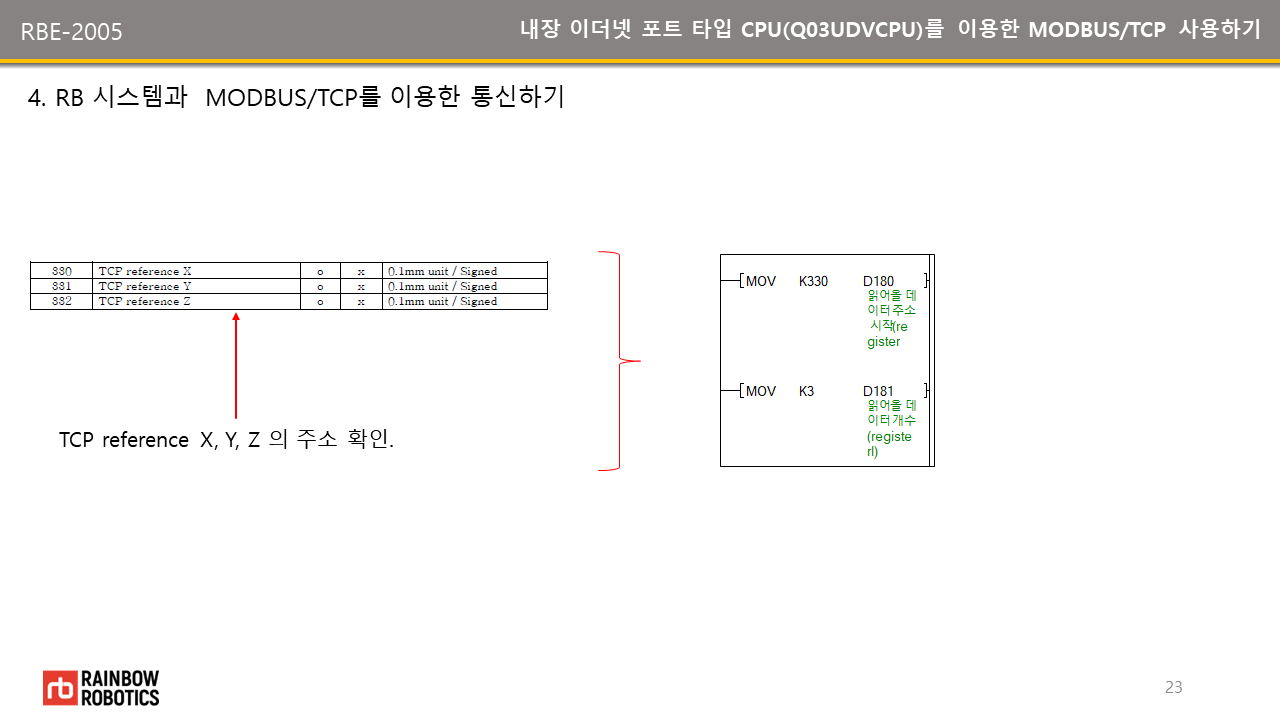 RBE-2005
내장 이더넷 포트 타입 CPU(Q03UDVCPU)를 이용한 MODBUS/TCP 사용하기
4. RB 시스템과 MODBUS/TCP를 이용한 통신하기
330 TCP reference X o x 0.1mm unit / Signed
331 TCP reference Y o x 0.1mm unit / Signed
332 TCP reference Z o x 0.1mm unit / Signed
TCP reference X, Y, Z 의 주소 확인.
MOV K330 D180
읽어올 데
이터주소
시작(re
gister
MOV K3 D181
읽어올 데
이터개수
(registe
rl)
rb RAINBOW
ROBOTICS
23